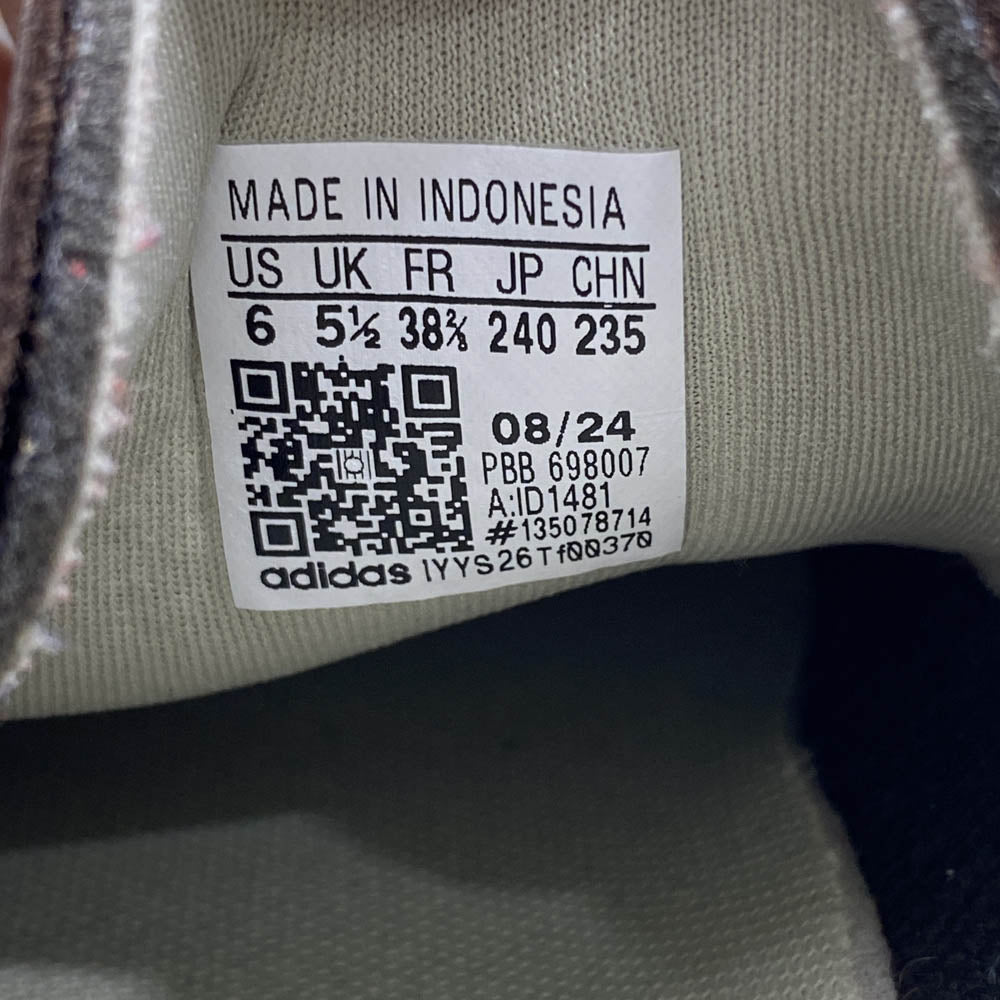 MADE IN INDONESIA
US UK FR JP CHN
6 5½ 38⅔ 240 235
08/24
PBB 698007
A:ID1481
#135078714
adidas IYYS26Tf00370